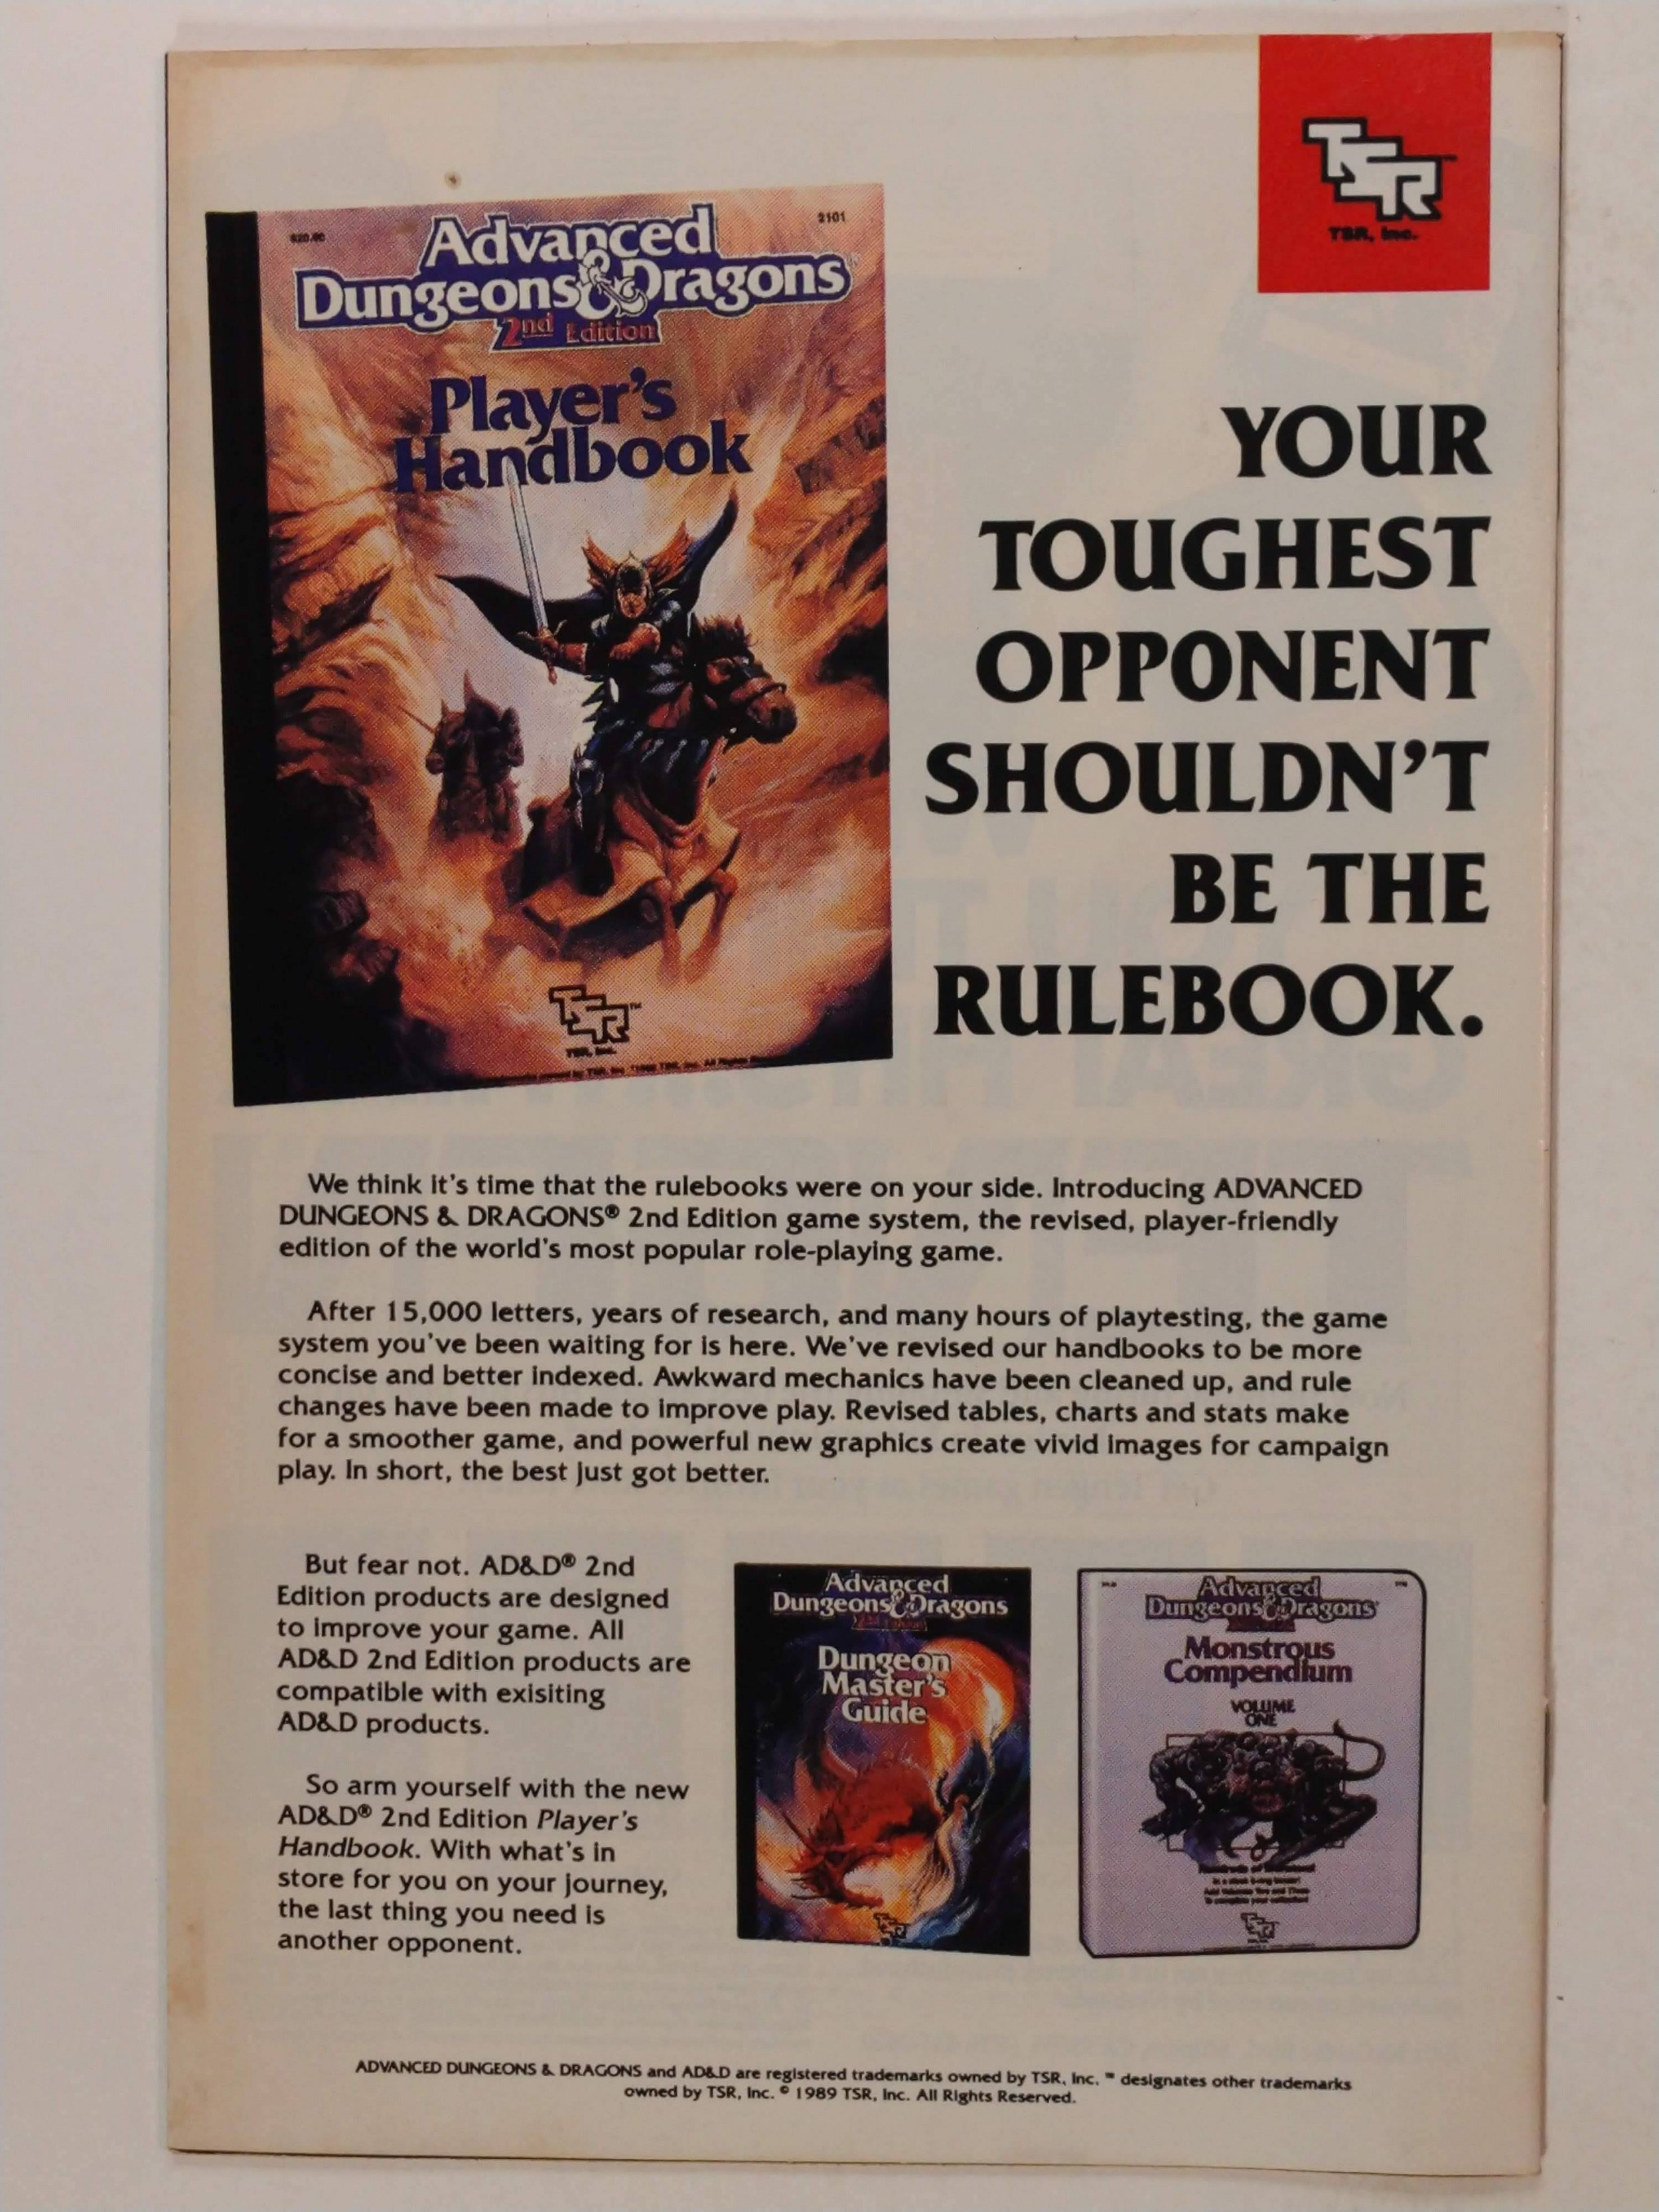 TSR™
TSR, Inc.
2101
Advanced
Dungeons & Dragons®
2nd Edition
Player's
Handbook
TSR™
TSR, Inc.
YOUR
TOUGHEST
OPPONENT
SHOULDN'T
BE THE
RULEBOOK.
We think it's time that the rulebooks were on your side. Introducing ADVANCED
DUNGEONS & DRAGONS® 2nd Edition game system, the revised, player-friendly
edition of the world's most popular role-playing game.
After 15,000 letters, years of research, and many hours of playtesting, the game
system you've been waiting for is here. We've revised our handbooks to be more
concise and better indexed. Awkward mechanics have been cleaned up, and rule
changes have been made to improve play. Revised tables, charts and stats make
for a smoother game, and powerful new graphics create vivid images for campaign
play. In short, the best just got better.
But fear not. AD&D® 2nd
Edition products are designed
to improve your game. All
AD&D 2nd Edition products are
compatible with exisiting
AD&D products.
So arm yourself with the new
AD&D® 2nd Edition Player's
Handbook. With what's in
store for you on your journey,
the last thing you need is
another opponent.
Advanced
Dungeons & Dragons
2nd Edition
Dungeon
Master's
Guide
TSR
Advanced
Dungeons & Dragons
Monstrous
Compendium
VOLUME
ONE
TSR
ADVANCED DUNGEONS & DRAGONS and AD&D are registered trademarks owned by TSR, Inc. ™ designates other trademarks
owned by TSR, Inc. © 1989 TSR, Inc. All Rights Reserved.